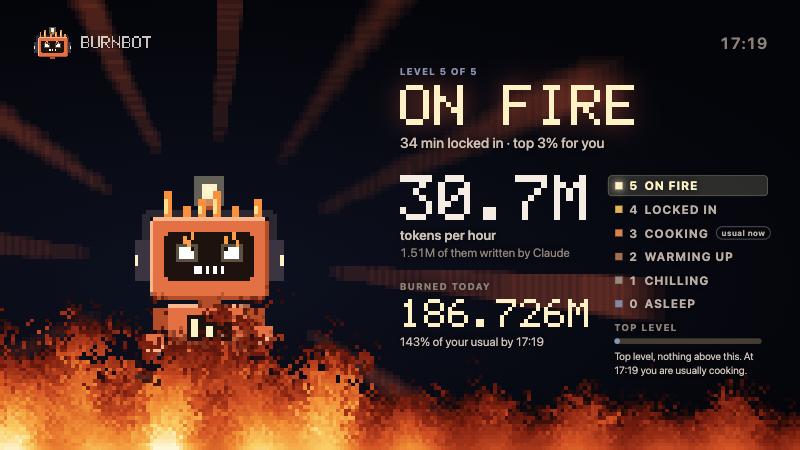 BURNBOT
17:19
LEVEL 5 OF 5
ON FIRE
34 min locked in · top 3% for you
30.7M
tokens per hour
1.51M of them written by Claude
BURNED TODAY
186.726M
143% of your usual by 17:19
5 ON FIRE
4 LOCKED IN
3 COOKING usual now
2 WARMING UP
1 CHILLING
0 ASLEEP
TOP LEVEL
Top level, nothing above this. At
17:19 you are usually cooking.